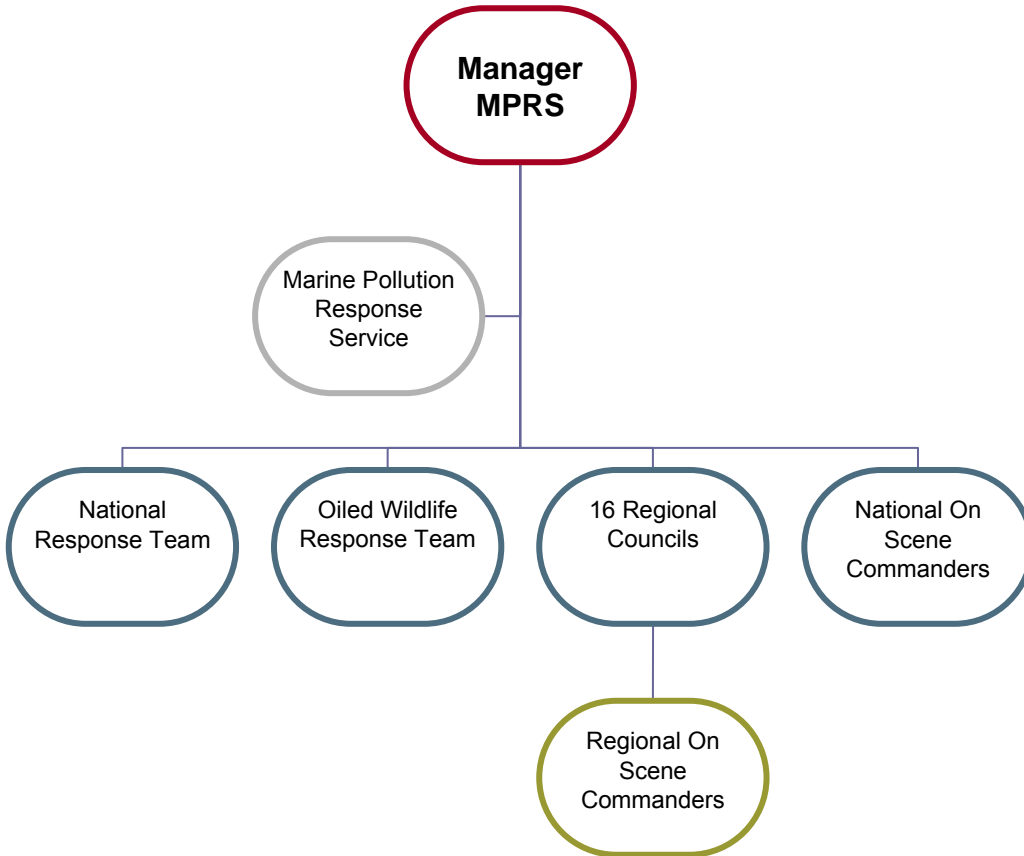 Manager
MPRS
Marine Pollution
Response
Service
National
Response Team
Oiled Wildlife
Response Team
16 Regional
Councils
National On
Scene
Commanders
Regional On
Scene
Commanders